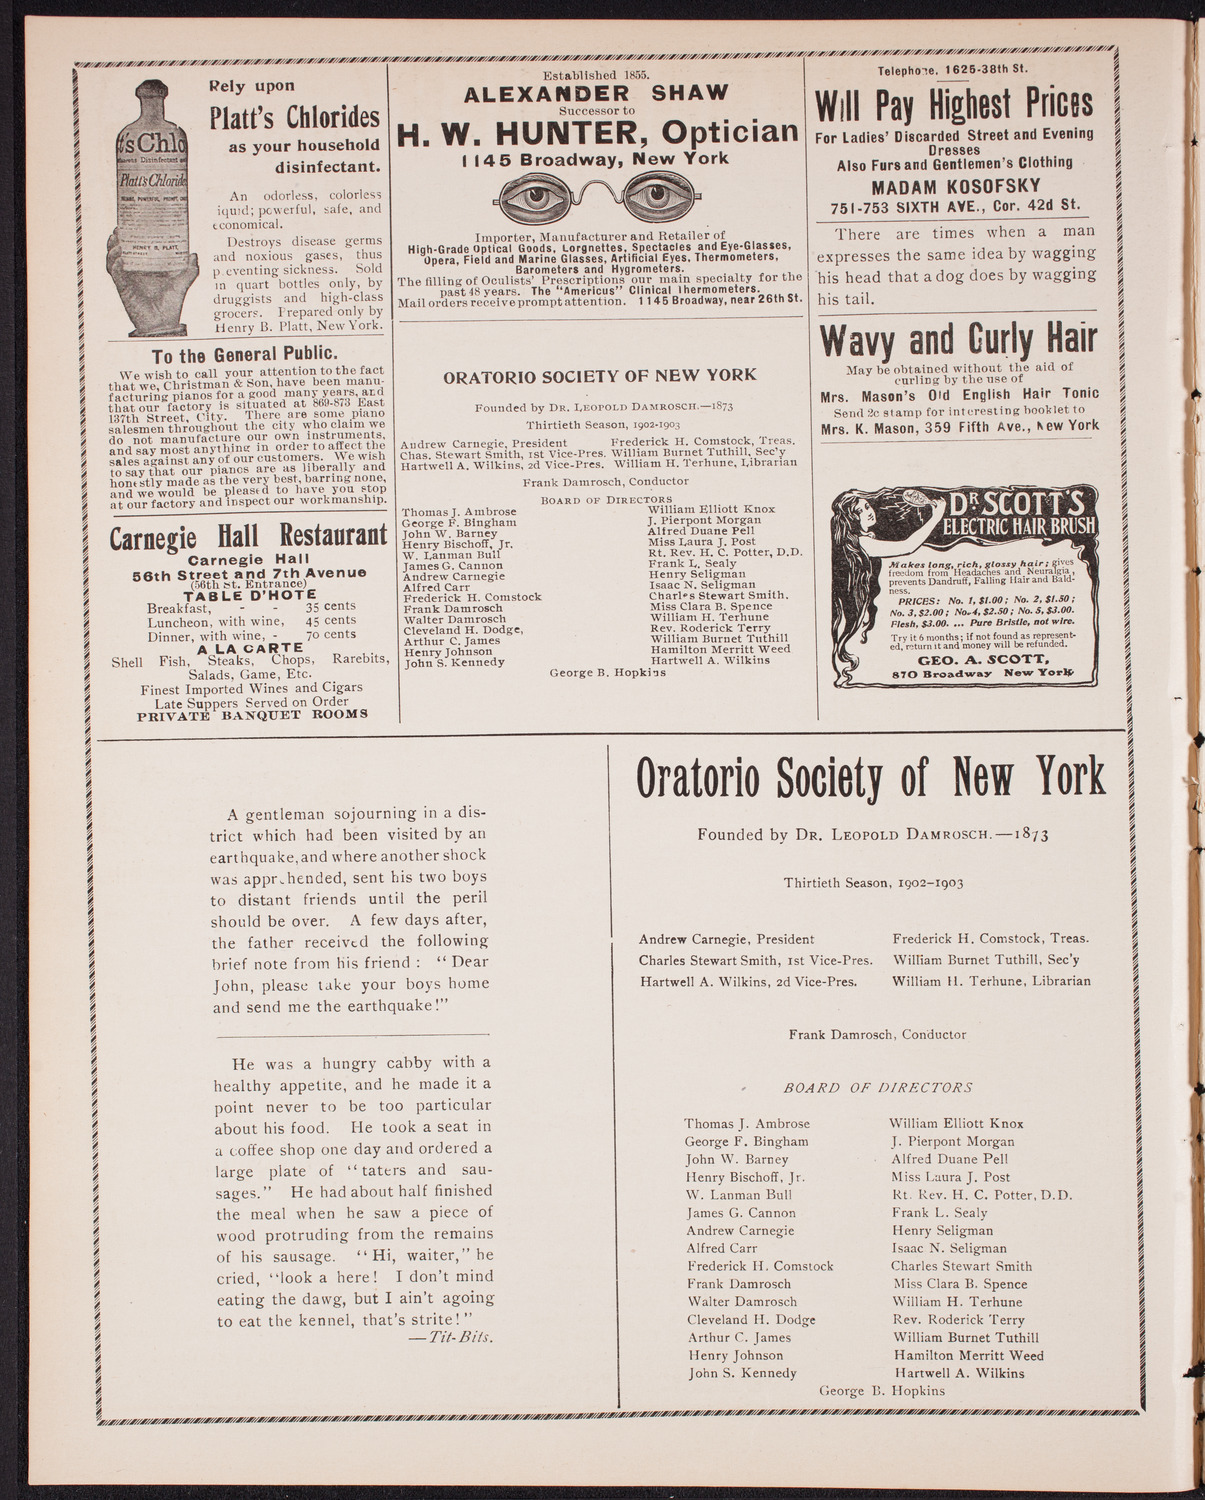 Rely upon
Platt's Chlorides
as your household
disinfectant.
An odorless, colorless
iquid; powerful, safe, and
economical.
Destroys disease germs
and noxious gases, thus
p eventing sickness. Sold
in quart bottles only, by
druggists and high-class
grocers. Prepared only by
Henry B. Platt, New York.
t's Chlo
Platt's Chloride
HENRY B. PLATT
To the General Public.
We wish to call your attention to the fact
that we, Christman & Son, have been manu-
facturing pianos for a good many years, and
that our factory is situated at 869-873 East
137th Street, City. There are some piano
salesmen throughout the city who claim we
do not manufacture our own instruments,
and say most anything in order to affect the
sales against any of our customers. We wish
to say that our pianos are as liberally and
honestly made as the very best, barring none,
and we would be pleased to have you stop
at our factory and inspect our workmanship.
Carnegie Hall Restaurant
Carnegie Hall
56th Street and 7th Avenue
(56th St. Entrance)
TABLE D'HOTE
Breakfast, - - 35 cents
Luncheon, with wine, 45 cents
Dinner, with wine, - 70 cents
A LA CARTE
Shell Fish, Steaks, Chops, Rarebits,
Salads, Game, Etc.
Finest Imported Wines and Cigars
Late Suppers Served on Order
PRIVATE BANQUET ROOMS
Established 1855.
ALEXANDER SHAW
Successor to
H. W. HUNTER, Optician
1145 Broadway, New York
Importer, Manufacturer and Retailer of
High-Grade Optical Goods, Lorgnettes, Spectacles and Eye-Glasses,
Opera, Field and Marine Glasses, Artificial Eyes, Thermometers,
Barometers and Hygrometers.
The filling of Oculists' Prescriptions our main specialty for the
past 48 years. The "Americus" Clinical Thermometers.
Mail orders receive prompt attention. 1145 Broadway, near 26th St.
ORATORIO SOCIETY OF NEW YORK
Founded by DR. LEOPOLD DAMROSCH.—1873
Thirtieth Season, 1902-1903
Andrew Carnegie, President Frederick H. Comstock, Treas.
Chas. Stewart Smith, 1st Vice-Pres. William Burnet Tuthill, Sec'y
Hartwell A. Wilkins, 2d Vice-Pres. William H. Terhune, Librarian
Frank Damrosch, Conductor
BOARD OF DIRECTORS
Thomas J. Ambrose William Elliott Knox
George F. Bingham J. Pierpont Morgan
John W. Barney Alfred Duane Pell
Henry Bischoff, Jr. Miss Laura J. Post
W. Lanman Bull Rt. Rev. H. C. Potter, D.D.
James G. Cannon Frank L. Sealy
Andrew Carnegie Henry Seligman
Alfred Carr Isaac N. Seligman
Frederick H. Comstock Charles Stewart Smith.
Frank Damrosch Miss Clara B. Spence
Walter Damrosch William H. Terhune
Cleveland H. Dodge, Rev. Roderick Terry
Arthur C. James William Burnet Tuthill
Henry Johnson Hamilton Merritt Weed
John S. Kennedy Hartwell A. Wilkins
George B. Hopkins
Telephone, 1625-38th St.
Will Pay Highest Prices
For Ladies' Discarded Street and Evening
Dresses
Also Furs and Gentlemen's Clothing
MADAM KOSOFSKY
751-753 SIXTH AVE., Cor. 42d St.
There are times when a man
expresses the same idea by wagging
his head that a dog does by wagging
his tail.
Wavy and Curly Hair
May be obtained without the aid of
curling by the use of
Mrs. Mason's Old English Hair Tonic
Send 2c stamp for interesting booklet to
Mrs. K. Mason, 359 Fifth Ave., New York
DR SCOTT'S
ELECTRIC HAIR BRUSH
Makes long, rich, glossy hair; gives
freedom from Headaches and Neuralgia,
prevents Dandruff, Falling Hair and Bald-
ness.
PRICES: No. 1, $1.00; No. 2, $1.50;
No. 3, $2.00; No. 4, $2.50; No. 5, $3.00.
Flesh, $3.00. ... Pure Bristle, not wire.
Try it 6 months; if not found as represent-
ed, return it and money will be refunded.
GEO. A. SCOTT,
870 Broadway New York
A gentleman sojourning in a dis-
trict which had been visited by an
earthquake, and where another shock
was apprehended, sent his two boys
to distant friends until the peril
should be over. A few days after,
the father received the following
brief note from his friend: "Dear
John, please take your boys home
and send me the earthquake!"
He was a hungry cabby with a
healthy appetite, and he made it a
point never to be too particular
about his food. He took a seat in
a coffee shop one day and ordered a
large plate of "taters and sau-
sages." He had about half finished
the meal when he saw a piece of
wood protruding from the remains
of his sausage. "Hi, waiter," he
cried, "look a here! I don't mind
eating the dawg, but I ain't agoing
to eat the kennel, that's strite!"
—Tit-Bits.
Oratorio Society of New York
Founded by DR. LEOPOLD DAMROSCH.—1873
Thirtieth Season, 1902-1903
Andrew Carnegie, President Frederick H. Comstock, Treas.
Charles Stewart Smith, 1st Vice-Pres. William Burnet Tuthill, Sec'y
Hartwell A. Wilkins, 2d Vice-Pres. William H. Terhune, Librarian
Frank Damrosch, Conductor
BOARD OF DIRECTORS
Thomas J. Ambrose William Elliott Knox
George F. Bingham J. Pierpont Morgan
John W. Barney Alfred Duane Pell
Henry Bischoff, Jr. Miss Laura J. Post
W. Lanman Bull Rt. Rev. H. C. Potter, D.D.
James G. Cannon Frank L. Sealy
Andrew Carnegie Henry Seligman
Alfred Carr Isaac N. Seligman
Frederick H. Comstock Charles Stewart Smith
Frank Damrosch Miss Clara B. Spence
Walter Damrosch William H. Terhune
Cleveland H. Dodge Rev. Roderick Terry
Arthur C. James William Burnet Tuthill
Henry Johnson Hamilton Merritt Weed
John S. Kennedy Hartwell A. Wilkins
George B. Hopkins